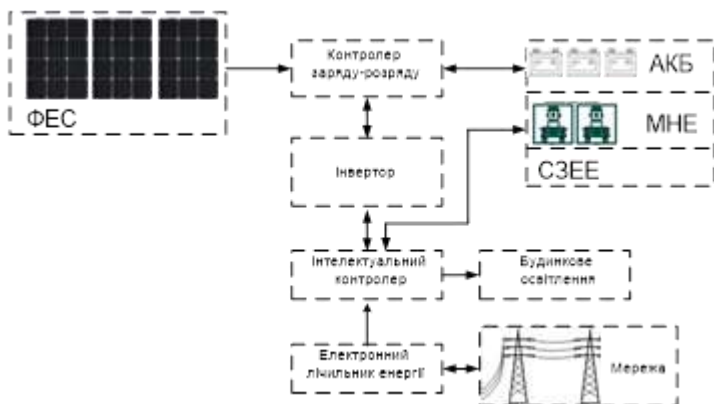 ФЕС
Контролер
заряду-розряду
АКБ
МНЕ
СЗЕЕ
Інвертор
Інтелектуальний
контролер
Будинкове
освітлення
Електронний
лічильник енергії
Мережа